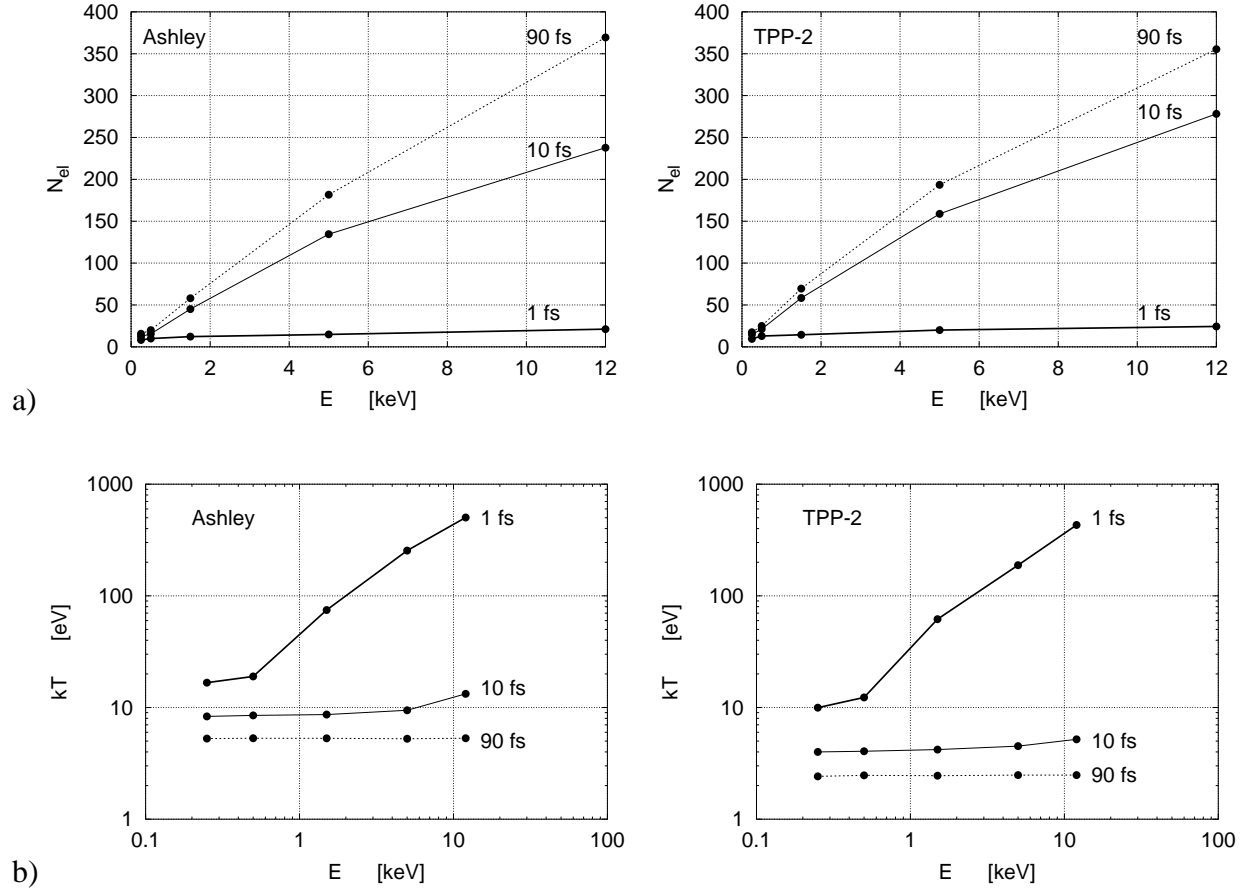 400
350
300
250
200
150
100
50
0
N_el
Ashley
90 fs
10 fs
1 fs
0 2 4 6 8 10 12
E [keV]
400
350
300
250
200
150
100
50
0
N_el
TPP-2
90 fs
10 fs
1 fs
0 2 4 6 8 10 12
E [keV]
a)
1000
100
10
1
kT [eV]
Ashley
1 fs
10 fs
90 fs
0.1 1 10 100
E [keV]
1000
100
10
1
kT [eV]
TPP-2
1 fs
10 fs
90 fs
0.1 1 10 100
E [keV]
b)